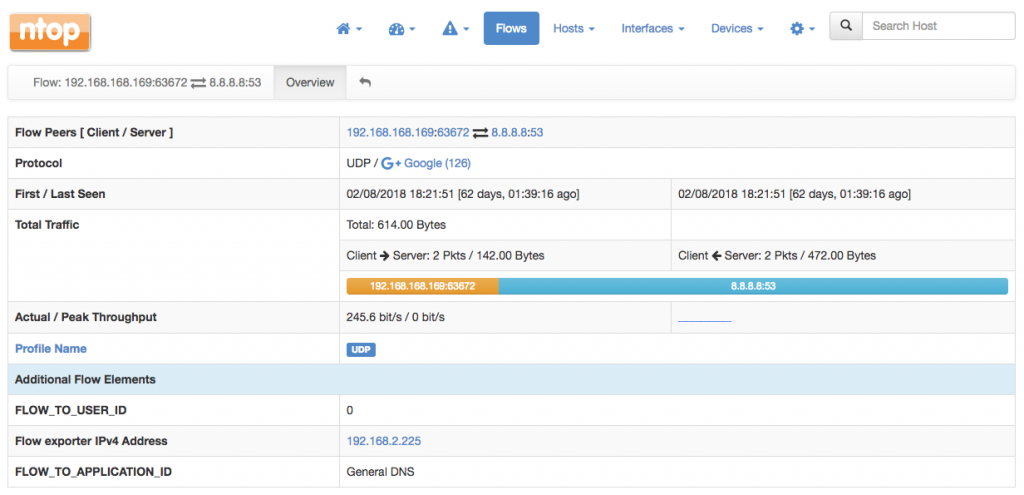 ntop
Flows Hosts Interfaces Devices Search Host
Flow: 192.168.168.169:63672 8.8.8.8:53 Overview
Flow Peers [ Client / Server ] 192.168.168.169:63672 8.8.8.8:53
Protocol UDP / G+ Google (126)
First / Last Seen 02/08/2018 18:21:51 [62 days, 01:39:16 ago] 02/08/2018 18:21:51 [62 days, 01:39:16 ago]
Total Traffic Total: 614.00 Bytes
Client → Server: 2 Pkts / 142.00 Bytes Client ← Server: 2 Pkts / 472.00 Bytes
192.168.168.169:63672 8.8.8.8:53
Actual / Peak Throughput 245.6 bit/s / 0 bit/s
Profile Name UDP
Additional Flow Elements
FLOW_TO_USER_ID 0
Flow exporter IPv4 Address 192.168.2.225
FLOW_TO_APPLICATION_ID General DNS